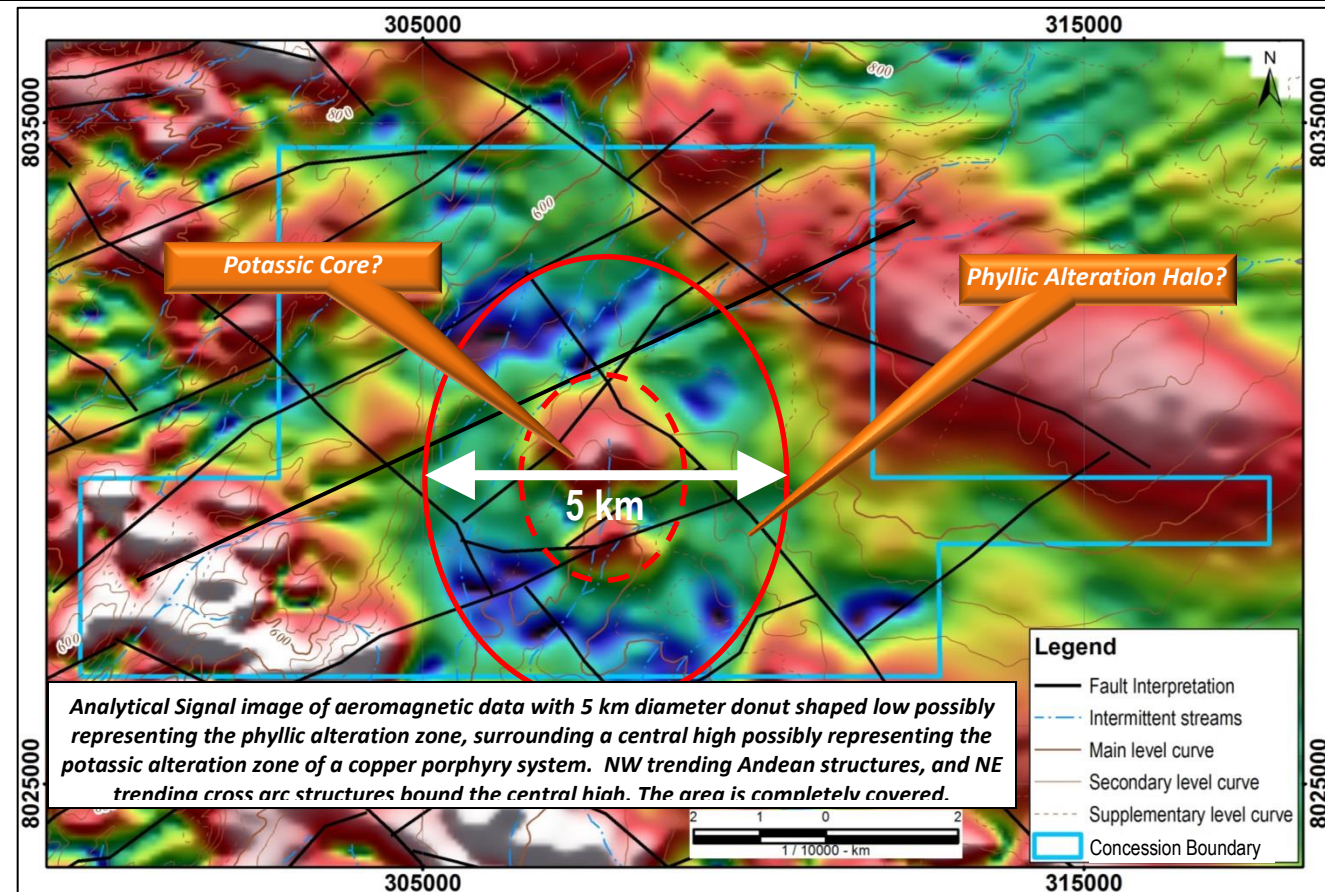 305000
315000
N
8035000
8035000
800
800
600
Potassic Core?
Phyllic Alteration Halo?
5 km
600
600
Legend
Fault Interpretation
Intermittent streams
Main level curve
Secondary level curve
Supplementary level curve
Concession Boundary
Analytical Signal image of aeromagnetic data with 5 km diameter donut shaped low possibly
representing the phyllic alteration zone, surrounding a central high possibly representing the
potassic alteration zone of a copper porphyry system. NW trending Andean structures, and NE
trending cross arc structures bound the central high. The area is completely covered.
8025000
8025000
2 1 0 2
1 / 10000 - km
305000
315000